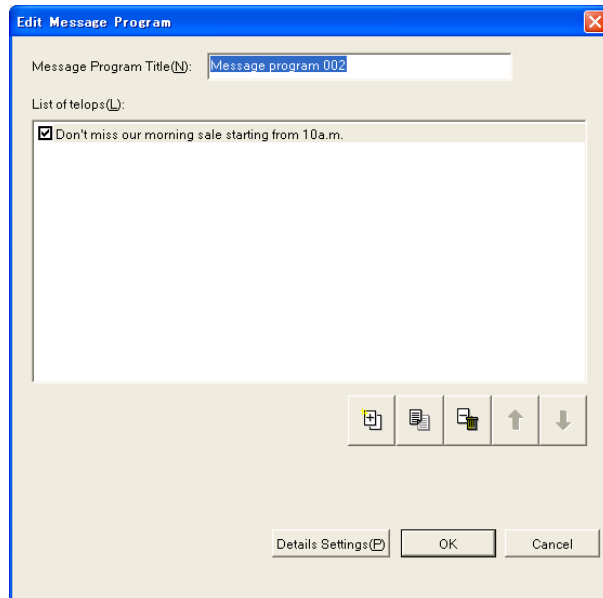 Edit Message Program
Message Program Title(N): Message program 002
List of telops(L):
Don't miss our morning sale starting from 10a.m.
Details Settings(P) OK Cancel